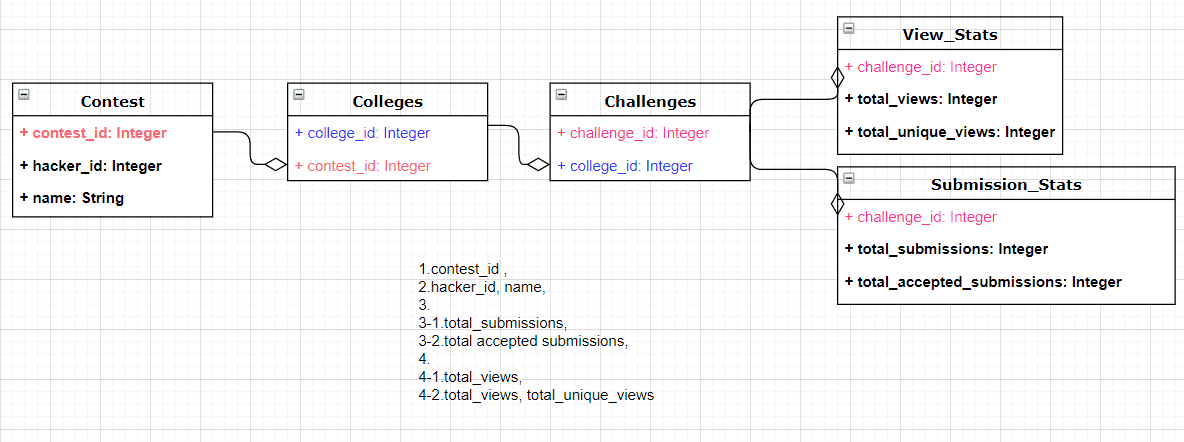 Contest
+ contest_id: Integer
+ hacker_id: Integer
+ name: String
Colleges
+ college_id: Integer
+ contest_id: Integer
Challenges
+ challenge_id: Integer
+ college_id: Integer
View_Stats
+ challenge_id: Integer
+ total_views: Integer
+ total_unique_views: Integer
Submission_Stats
+ challenge_id: Integer
+ total_submissions: Integer
+ total_accepted_submissions: Integer
1.contest_id ,
2.hacker_id, name,
3.
3-1.total_submissions,
3-2.total accepted submissions,
4.
4-1.total_views,
4-2.total_views, total_unique_views